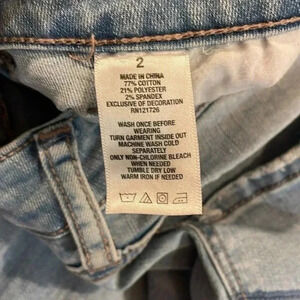 2
MADE IN CHINA
77% COTTON
21% POLYESTER
2% SPANDEX
EXCLUSIVE OF DECORATION
RN121726
WASH ONCE BEFORE
WEARING
TURN GARMENT INSIDE OUT
MACHINE WASH COLD
SEPARATELY
ONLY NON-CHLORINE BLEACH
WHEN NEEDED
TUMBLE DRY LOW
WARM IRON IF NEEDED